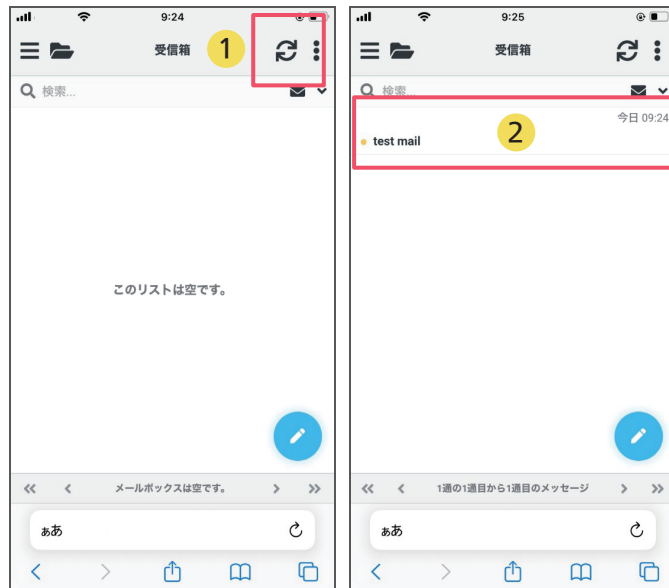 9:24
受信箱
1
検索...
このリストは空です。
メールボックスは空です。
ぁあ
9:25
受信箱
検索...
今日 09:24
test mail
2
1通の1通目から1通目のメッセージ
ぁあ